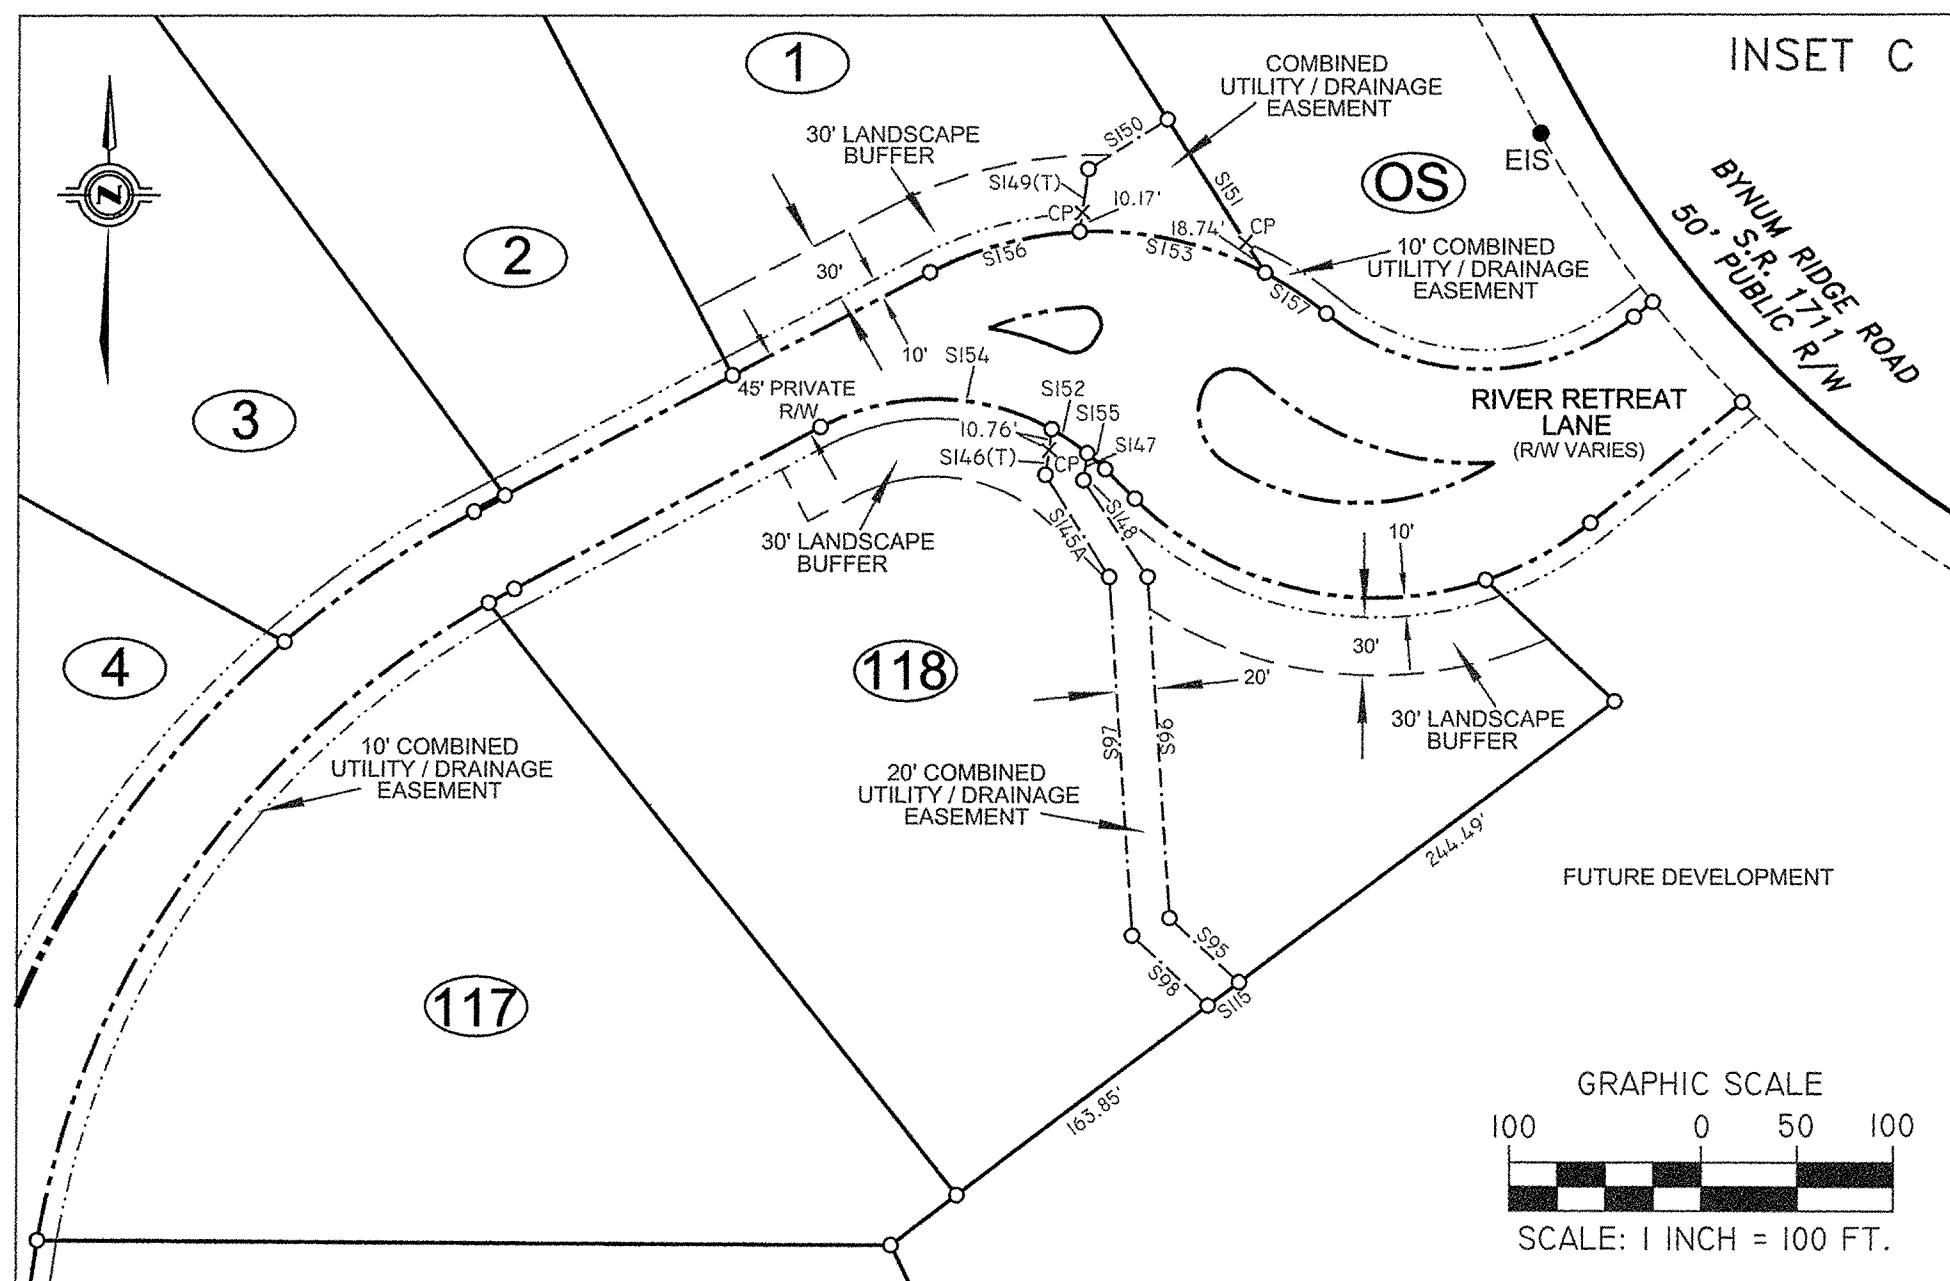 INSET C
1
COMBINED
UTILITY / DRAINAGE
EASEMENT
30' LANDSCAPE
BUFFER
S150
EIS
OS
S149(T)
10.17'
CP
S151
BYNUM RIDGE ROAD
S.R. 1711
50' PUBLIC R/W
N
2
30'
S156
S153
18.74'
CP
10' COMBINED
UTILITY / DRAINAGE
EASEMENT
S157
10'
S154
45' PRIVATE
R/W
S152
S155
S147
10.76'
S146(T)
CP
RIVER RETREAT
LANE
(R/W VARIES)
3
30' LANDSCAPE
BUFFER
S145A
S148
10'
30'
4
118
20'
30' LANDSCAPE
BUFFER
S97
S96
10' COMBINED
UTILITY / DRAINAGE
EASEMENT
20' COMBINED
UTILITY / DRAINAGE
EASEMENT
244.49'
FUTURE DEVELOPMENT
S95
S98
S115
117
163.85'
GRAPHIC SCALE
100 0 50 100
SCALE: 1 INCH = 100 FT.